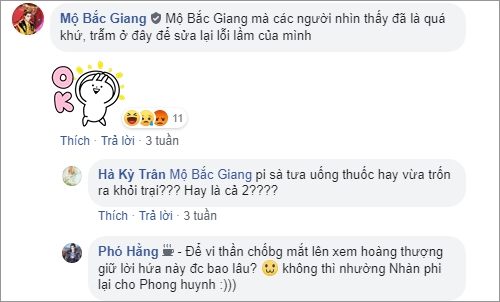 Mộ Bắc Giang Mộ Bắc Giang mà các người nhìn thấy đã là quá
khứ, trẫm ở đây để sửa lại lỗi lầm của mình
OK
11
Thích · Trả lời · 3 tuần
Hà Kỳ Trân Mộ Bắc Giang pi sà tưa uống thuốc hay vừa trốn
ra khỏi trại??? Hay là cả 2????
Thích · Trả lời · 3 tuần
Phó Hằng - Để vi thần chốbg mắt lên xem hoàng thượng
giữ lời hứa này đc bao lâu? không thì nhường Nhàn phi
lại cho Phong huynh :)))